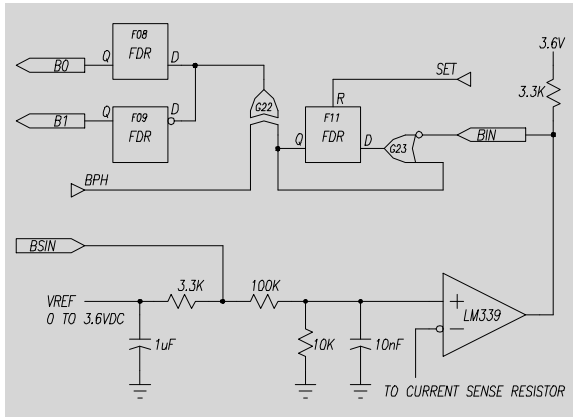 F08
FDR
Q
D
B0
3.6V
SET
3.3K
G22
F09
FDR
Q
D
B1
R
F11
FDR
Q
D
G23
BIN
BPH
BSIN
3.3K
100K
VREF
0 TO 3.6VDC
1uF
10K
10nF
+
−
LM339
TO CURRENT SENSE RESISTOR